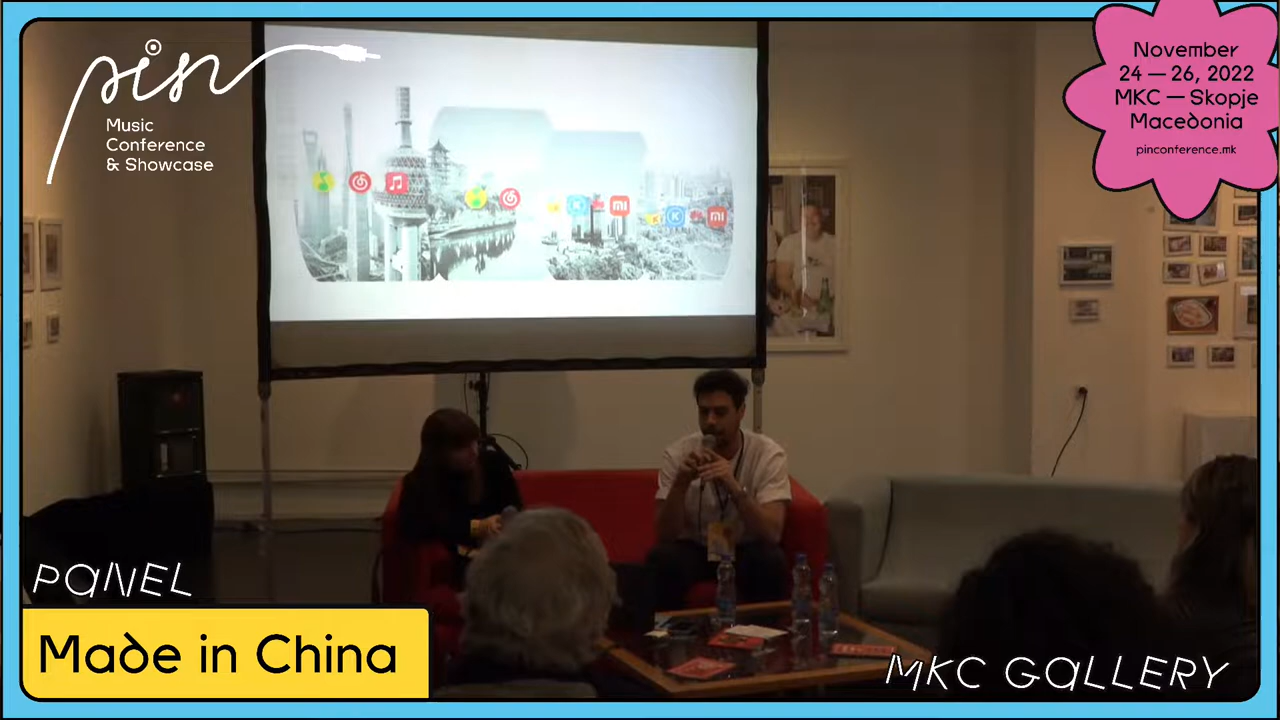 pin
Music
Conference
& Showcase
November
24 — 26, 2022
MKC — Skopje
Macedonia
pinconference.mk
PANEL
Made in China
MKC GALLERY